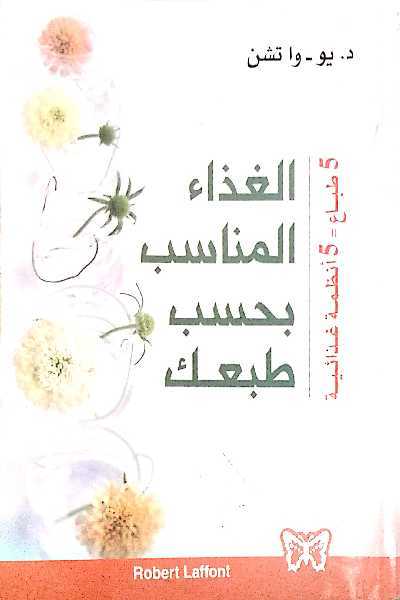 د. يو - وا تشن
الغذاء
المناسب
بحسب
طبعك
5 طباع = 5 أنظمة غذائية
Robert Laffont